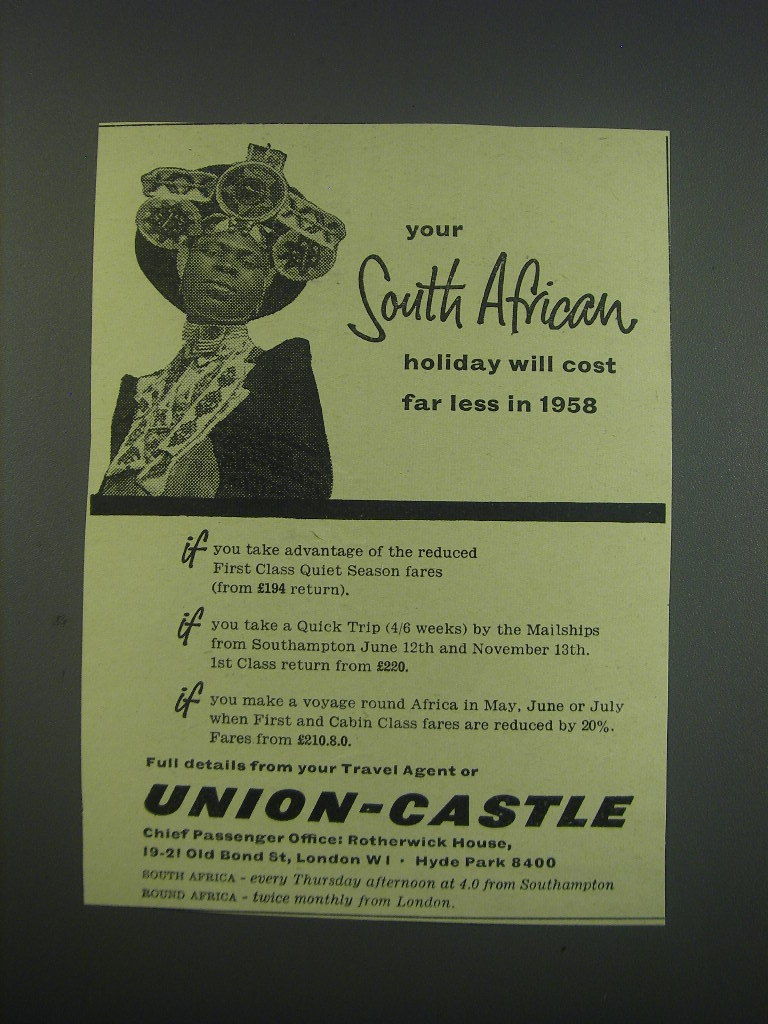 your
South African
holiday will cost
far less in 1958
if you take advantage of the reduced
First Class Quiet Season fares
(from £194 return).
if you take a Quick Trip (4/6 weeks) by the Mailships
from Southampton June 12th and November 13th.
1st Class return from £220.
if you make a voyage round Africa in May, June or July
when First and Cabin Class fares are reduced by 20%.
Fares from £210.8.0.
Full details from your Travel Agent or
UNION-CASTLE
Chief Passenger Office: Rotherwick House,
19-21 Old Bond St, London W1 · Hyde Park 8400
SOUTH AFRICA - every Thursday afternoon at 4.0 from Southampton
ROUND AFRICA - twice monthly from London.